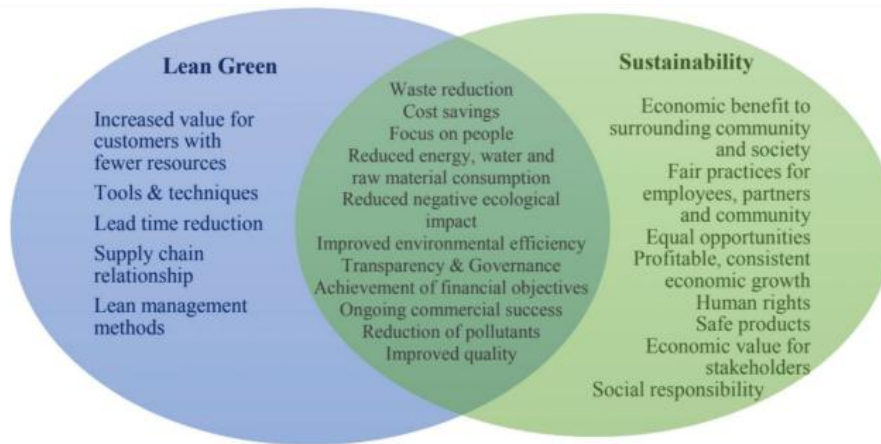 Lean Green
Increased value for
customers with
fewer resources
Tools & techniques
Lead time reduction
Supply chain
relationship
Lean management
methods
Waste reduction
Cost savings
Focus on people
Reduced energy, water and
raw material consumption
Reduced negative ecological
impact
Improved environmental efficiency
Transparency & Governance
Achievement of financial objectives
Ongoing commercial success
Reduction of pollutants
Improved quality
Sustainability
Economic benefit to
surrounding community
and society
Fair practices for
employees, partners
and community
Equal opportunities
Profitable, consistent
economic growth
Human rights
Safe products
Economic value for
stakeholders
Social responsibility